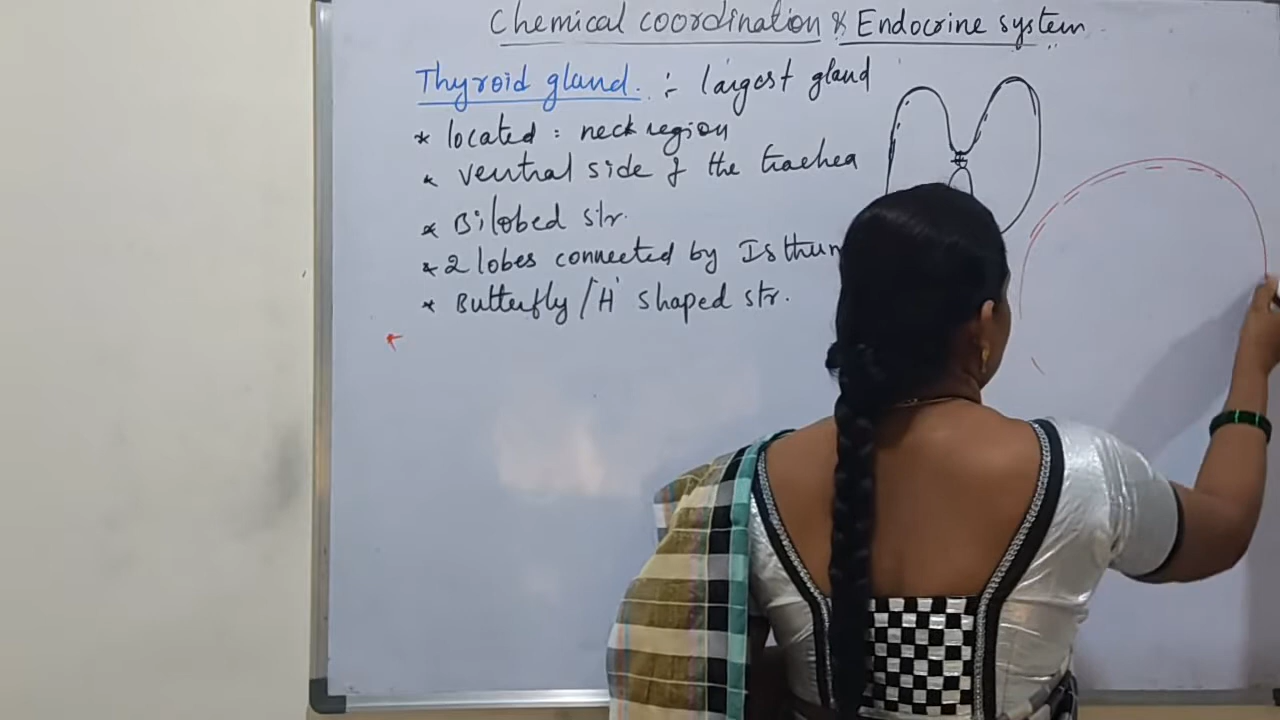 Chemical coordination & Endocrine system
Thyroid gland. :- largest gland
* located : neck region
* ventral side of the trachea
* Bilobed str.
* 2 lobes connected by Isthum
* Butterfly / 'H' shaped str.